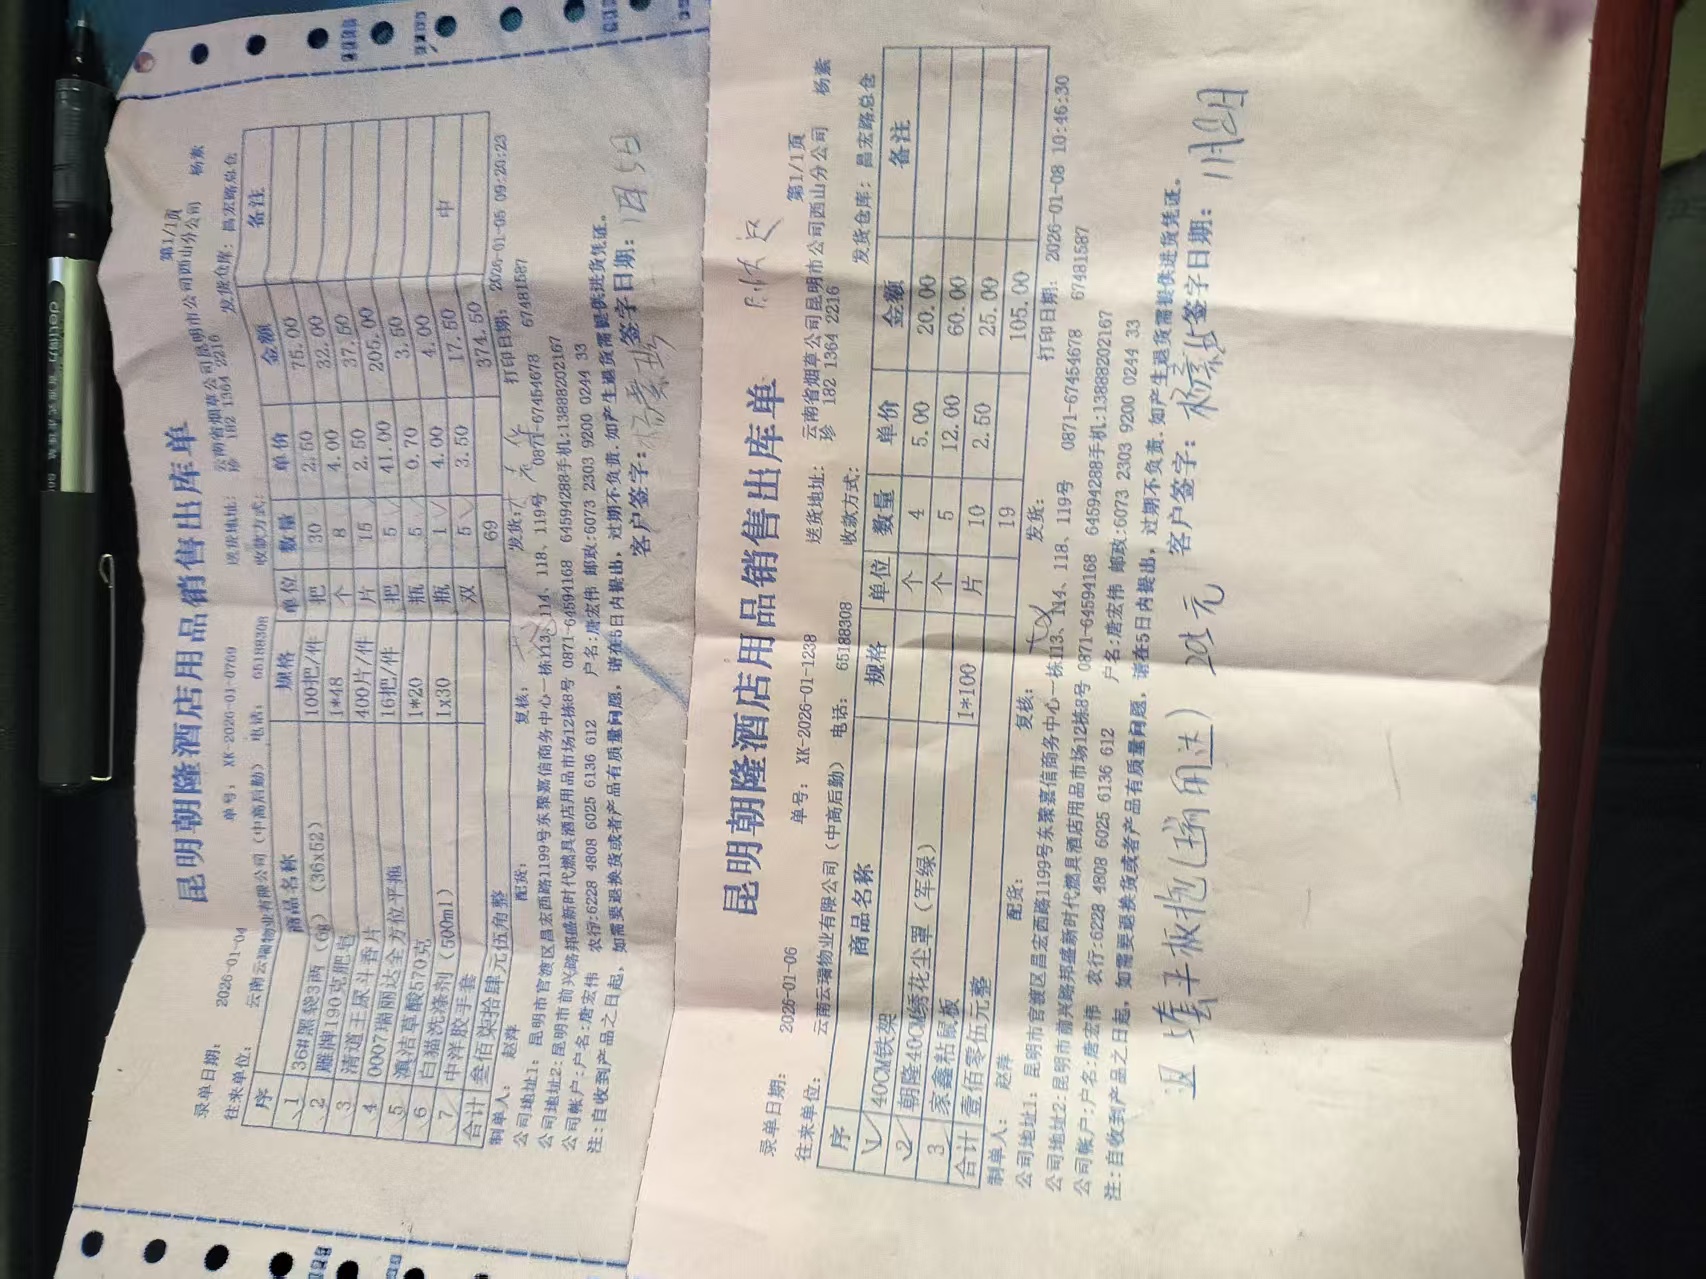 昆明朝隆酒店用品销售出库单
第1/1页
录单日期: 2026-01-04 单号: XK-2026-01-0769 送货地址: 云南省烟草公司昆明市公司西山分公司 杨素
珍 182 1364 2216
往来单位: 云南云瑞物业有限公司(中高后勤) 电话: 65188308 收款方式: 发货仓库: 昌宏路总仓
序 商品名称 规格 单位 数量 单价 金额 备注
1 36#黑袋3两(6g)(36x52) 100把/件 把 30 2.50 75.00
2 雕牌190克肥皂 1*48 个 8 4.00 32.00
3 清道王尿斗香片 400片/件 片 15 2.50 37.50
4 0007瑞丽达全方位平拖 16把/件 把 5 41.00 205.00
5 滇洁草酸570克 1*20 瓶 5 0.70 3.50
6 白猫洗涤剂(500ml) 1x30 瓶 1 4.00 4.00
7 中洋胶手套 双 5 3.50 17.50 中
合计 叁佰柒拾肆元伍角整 69 374.50
制单人: 赵萍 配货: 复核: 发货: 打印日期: 2026-01-05 09:20:23
公司地址1: 昆明市官渡区昌宏西路1199号东聚嘉信商务中心一栋113、114、118、119号 0871-67454678 67481587
公司地址2:昆明市前兴路邦盛新时代燃具酒店用品市场12栋8号 0871-64594168 64594288手机:13888202167
公司帐户:户名:唐宏伟 农行:6228 4808 6025 6136 612 户名:唐宏伟 邮政:6073 2303 9200 0244 33
注:自收到产品之日起,如需要退换货或者产品有质量问题,请在5日内提出,过期不负责.如产生退货需提供进货凭证。
客户签字: 杨素珍 签字日期: 1月5日
昆明朝隆酒店用品销售出库单
第1/1页
录单日期: 2026-01-06 单号: XK-2026-01-1238 送货地址: 云南省烟草公司昆明市公司西山分公司 杨素
珍 182 1364 2216
往来单位: 云南云瑞物业有限公司(中高后勤) 电话: 65188308 收款方式: 发货仓库: 昌宏路总仓
序 商品名称 规格 单位 数量 单价 金额 备注
1 40CM铁架 个 4 5.00 20.00
2 朝隆40CM绣花尘罩(军绿) 个 5 12.00 60.00
3 家鑫粘鼠板 1*100 片 10 2.50 25.00
合计 壹佰零伍元整 19 105.00
制单人: 赵萍 配货: 复核: 发货: 打印日期: 2026-01-08 10:46:30
公司地址1: 昆明市官渡区昌宏西路1199号东聚嘉信商务中心一栋113、114、118、119号 0871-67454678 67481587
公司地址2:昆明市前兴路邦盛新时代燃具酒店用品市场12栋8号 0871-64594168 64594288手机:13888202167
公司帐户:户名:唐宏伟 农行:6228 4808 6025 6136 612 户名:唐宏伟 邮政:6073 2303 9200 0244 33
注:自收到产品之日起,如需要退换货或者产品有质量问题,请在5日内提出,过期不负责.如产生退货需提供进货凭证。
客户签字: 杨素珍 签字日期: